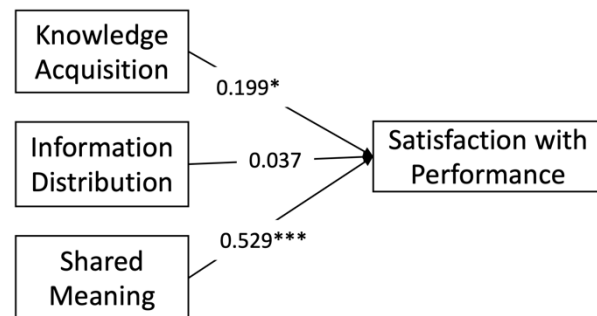 Knowledge
Acquisition
0.199*
Information
Distribution
0.037
Satisfaction with
Performance
0.529***
Shared
Meaning